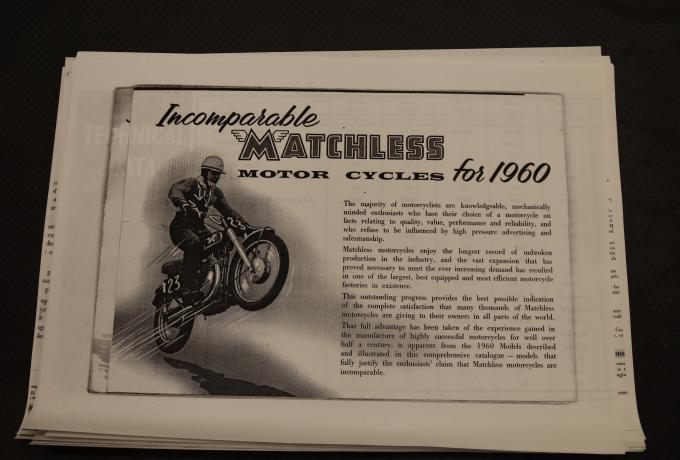 Incomparable
MATCHLESS
MOTOR CYCLES for 1960
The majority of motorcyclists are knowledgeable, mechanically
minded enthusiasts who base their choice of a motorcycle on
facts relating to quality, value, performance and reliability, and
who refuse to be influenced by high pressure advertising and
salesmanship.
Matchless motorcycles enjoy the longest record of unbroken
production in the industry, and the vast expansion that has
proved necessary to meet the ever increasing demand has resulted
in one of the largest, best equipped and most efficient motorcycle
factories in existence.
This outstanding progress provides the best possible indication
of the complete satisfaction that many thousands of Matchless
motorcycles are giving to their owners in all parts of the world.
That full advantage has been taken of the experience gained in
the manufacture of highly successful motorcycles for well over
half a century, is apparent from the 1960 Models described
and illustrated in this comprehensive catalogue — models that
fully justify the enthusiasts' claim that Matchless motorcycles are
incomparable.
123
TECHNICAL
DATA